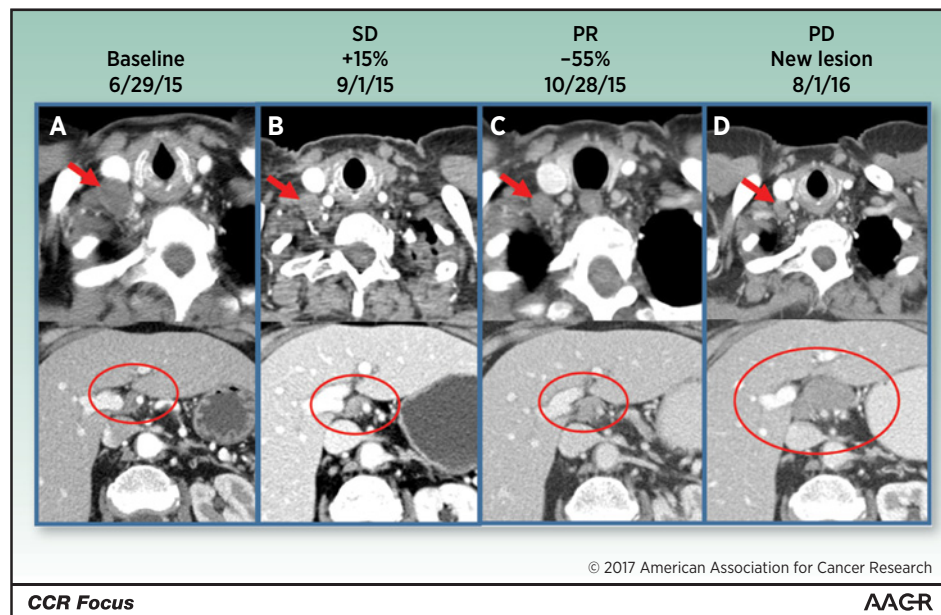 Baseline
6/29/15
SD
+15%
9/1/15
PR
–55%
10/28/15
PD
New lesion
8/1/16
A
B
C
D
© 2017 American Association for Cancer Research
CCR Focus
AACR